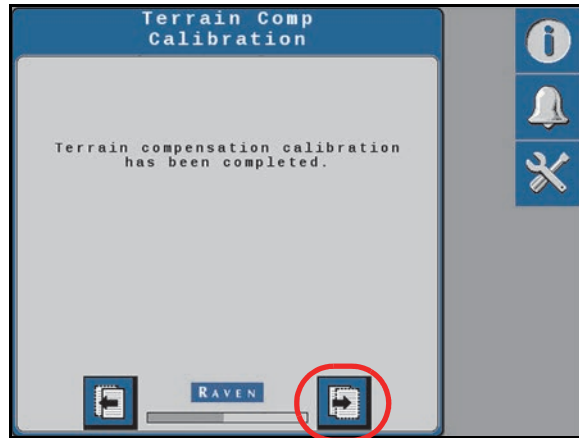 Terrain Comp
Calibration
Terrain compensation calibration
has been completed.
RAVEN